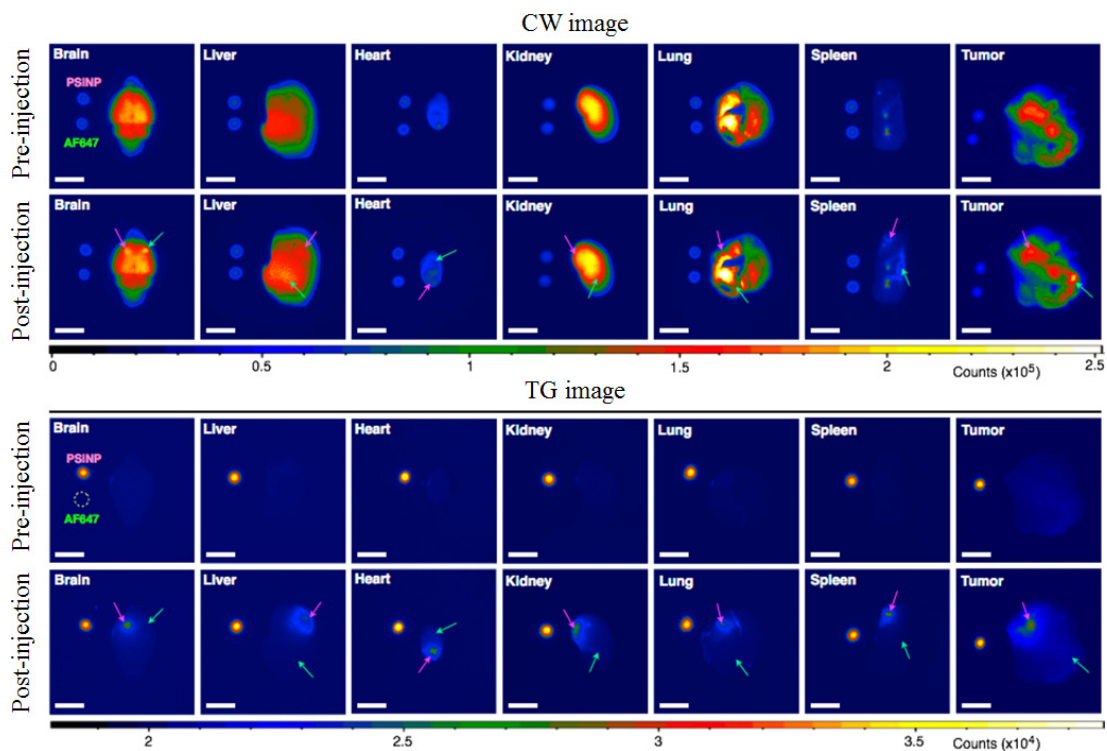 CW image
Pre-injection
Brain Liver Heart Kidney Lung Spleen Tumor
PSINP
AF647
Post-injection
Brain Liver Heart Kidney Lung Spleen Tumor
0 0.5 1 1.5 2 2.5
Counts (x10⁵)
TG image
Pre-injection
Brain Liver Heart Kidney Lung Spleen Tumor
PSINP
AF647
Post-injection
Brain Liver Heart Kidney Lung Spleen Tumor
2 2.5 3 3.5 4
Counts (x10⁴)